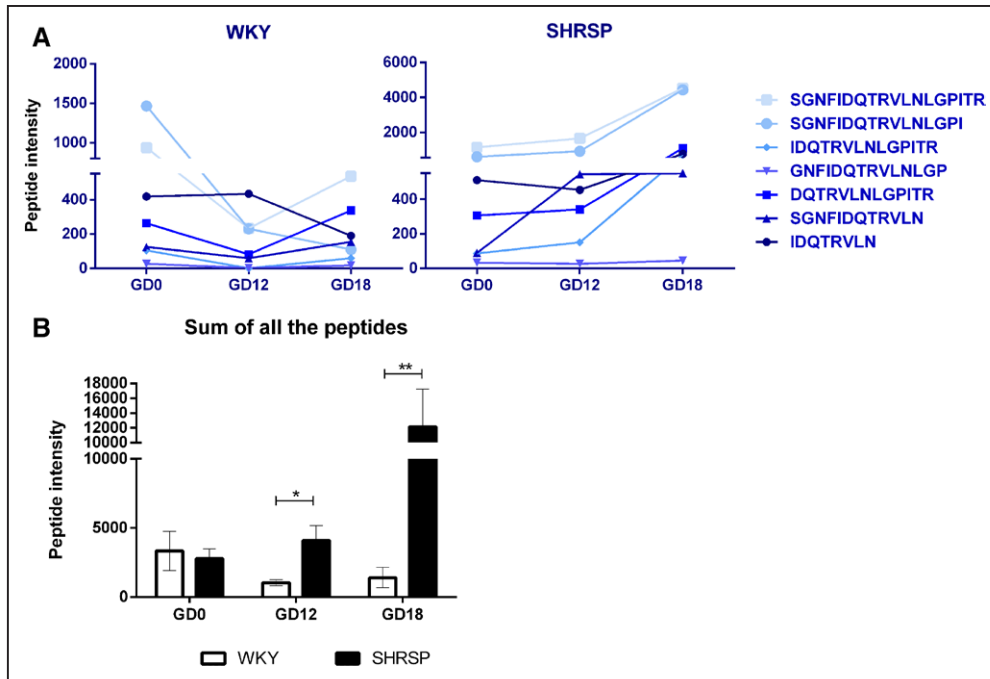 A
WKY
SHRSP
Peptide intensity
2000
1500
1000
400
200
0
GD0
GD12
GD18
6000
4000
2000
400
200
0
GD0
GD12
GD18
SGNFIDQTRVLNLGPITR
SGNFIDQTRVLNLGPI
IDQTRVLNLGPITR
GNFIDQTRVLNLGP
DQTRVLNLGPITR
SGNFIDQTRVLN
IDQTRVLN
B
Sum of all the peptides
Peptide intensity
18000
16000
14000
12000
10000
10000
5000
0
*
**
GD0
GD12
GD18
WKY
SHRSP